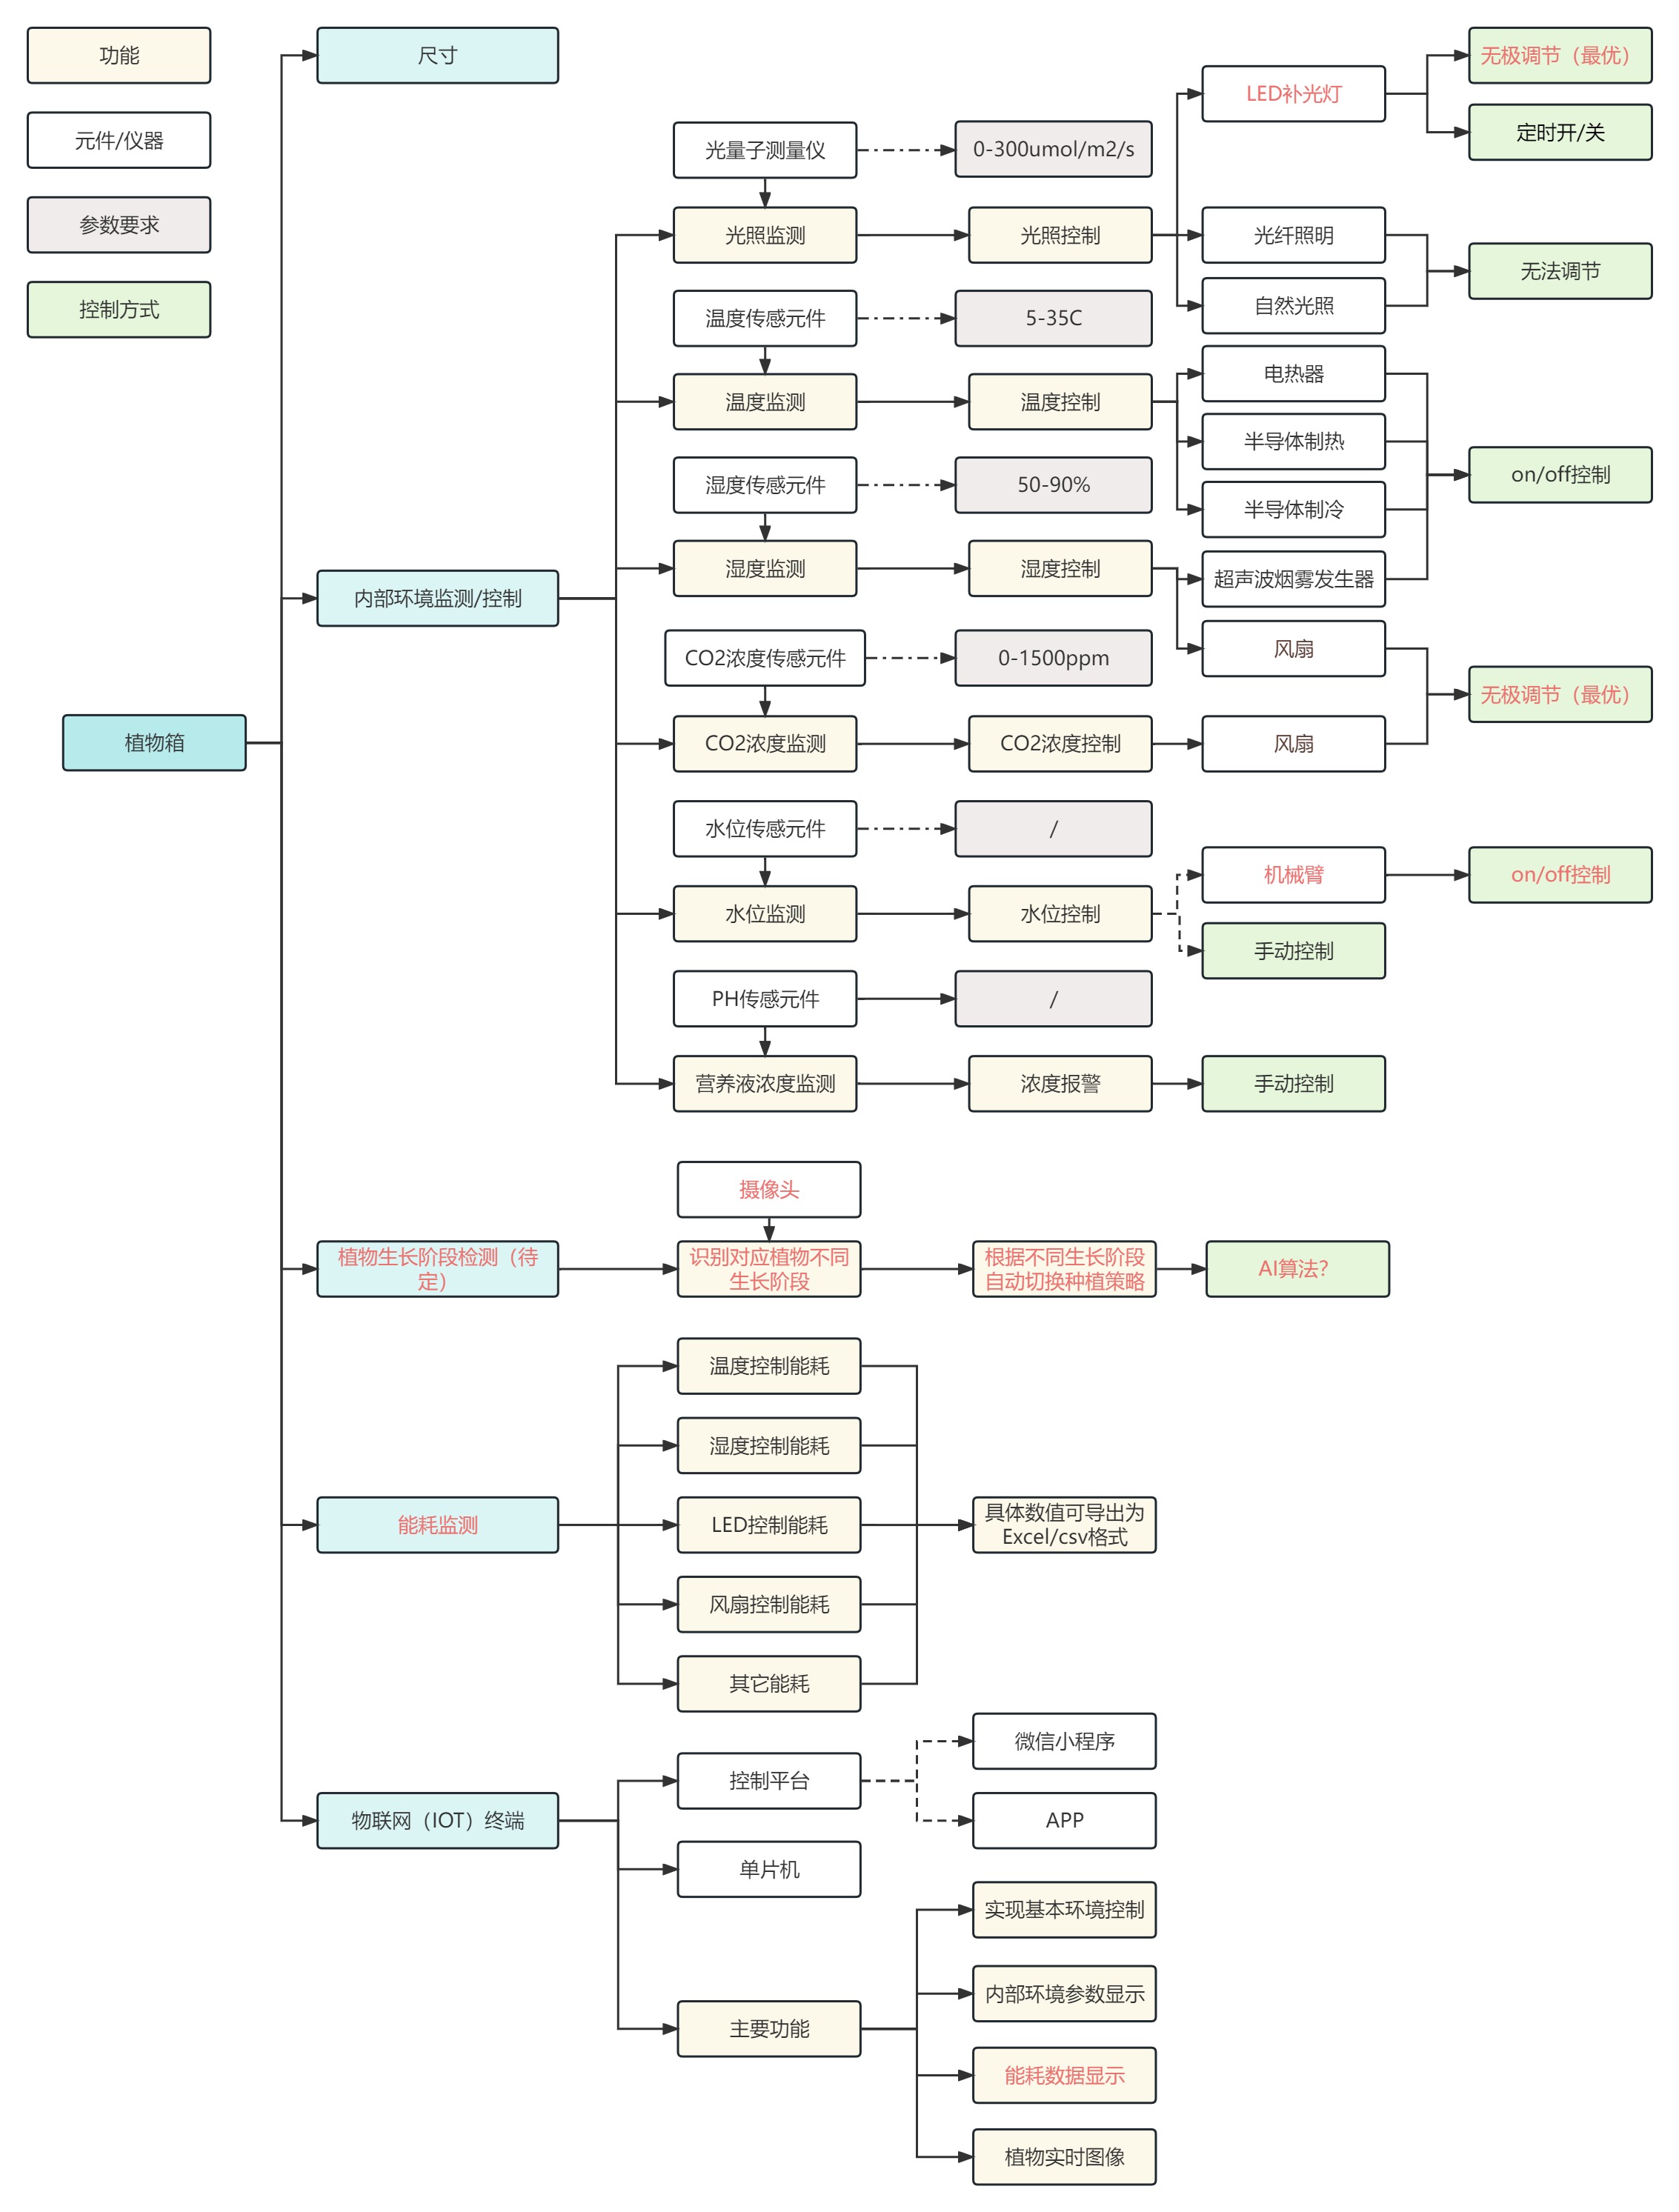 功能
元件/仪器
参数要求
控制方式
植物箱
尺寸
内部环境监测/控制
光量子测量仪
0-300umol/m2/s
光照监测
光照控制
LED补光灯
无极调节（最优）
定时开/关
光纤照明
自然光照
无法调节
温度传感元件
5-35C
温度监测
温度控制
电热器
半导体制热
半导体制冷
on/off控制
湿度传感元件
50-90%
湿度监测
湿度控制
超声波烟雾发生器
风扇
CO2浓度传感元件
0-1500ppm
无极调节（最优）
CO2浓度监测
CO2浓度控制
风扇
水位传感元件
/
水位监测
水位控制
机械臂
on/off控制
手动控制
PH传感元件
/
营养液浓度监测
浓度报警
手动控制
摄像头
植物生长阶段检测（待
定）
识别对应植物不同
生长阶段
根据不同生长阶段
自动切换种植策略
AI算法？
能耗监测
温度控制能耗
湿度控制能耗
LED控制能耗
风扇控制能耗
其它能耗
具体数值可导出为
Excel/csv格式
物联网（IOT）终端
控制平台
微信小程序
APP
单片机
主要功能
实现基本环境控制
内部环境参数显示
能耗数据显示
植物实时图像